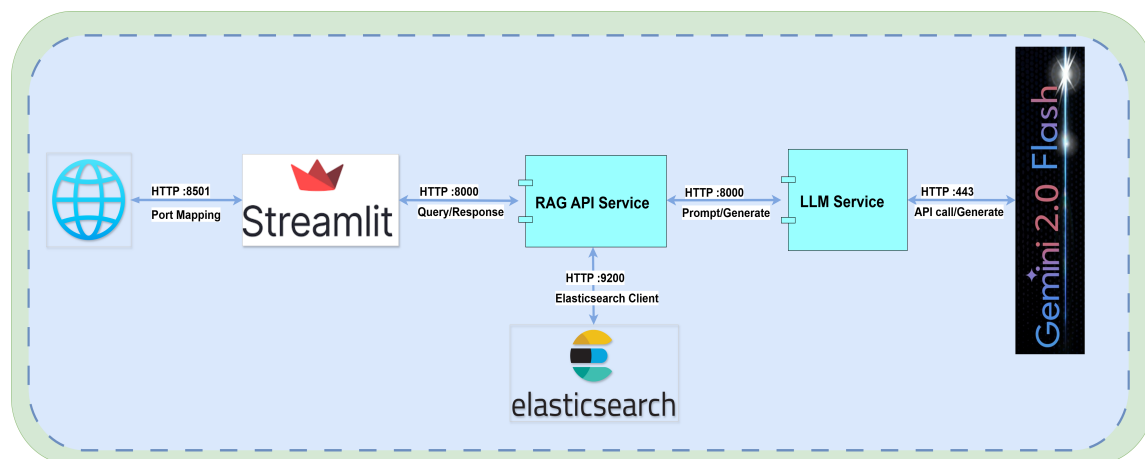 HTTP :8501
Port Mapping
Streamlit
HTTP :8000
Query/Response
RAG API Service
HTTP :8000
Prompt/Generate
LLM Service
HTTP :443
API call/Generate
Gemini 2.0 Flash
HTTP :9200
Elasticsearch Client
elasticsearch